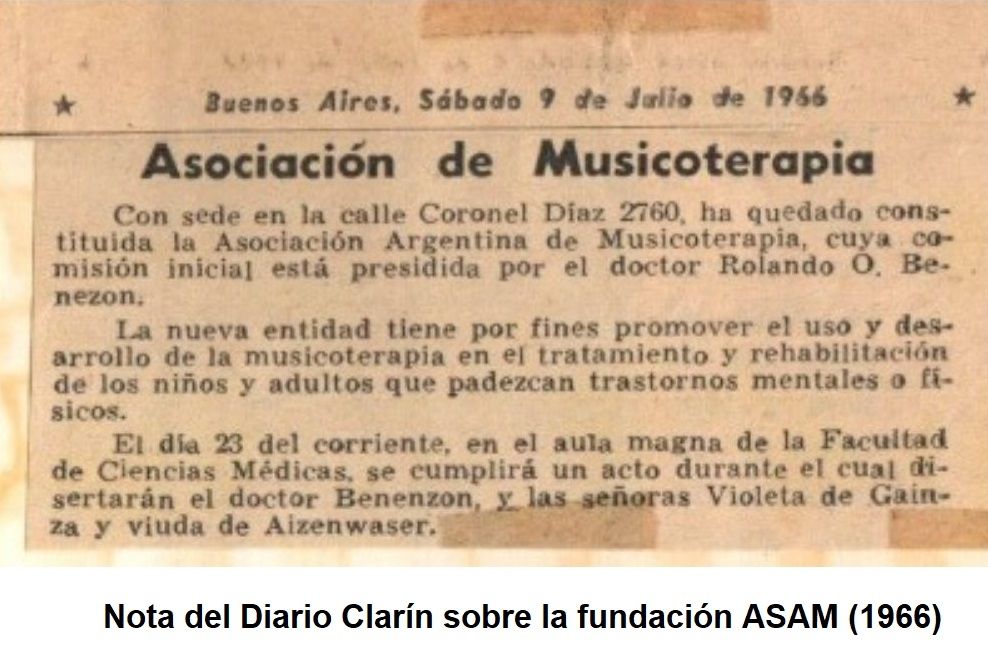 ★ Buenos Aires, Sábado 9 de Julio de 1966 ★
Asociación de Musicoterapia
Con sede en la calle Coronel Díaz 2760, ha quedado cons-
tituida la Asociación Argentina de Musicoterapia, cuya co-
misión inicial está presidida por el doctor Rolando O. Be-
nezon.
La nueva entidad tiene por fines promover el uso y des-
arrollo de la musicoterapia en el tratamiento y rehabilitación
de los niños y adultos que padezcan trastornos mentales o fí-
sicos.
El día 23 del corriente, en el aula magna de la Facultad
de Ciencias Médicas, se cumplirá un acto durante el cual di-
sertarán el doctor Benenzon, y las señoras Violeta de Gainz-
za y viuda de Aizenwaser.
Nota del Diario Clarín sobre la fundación ASAM (1966)